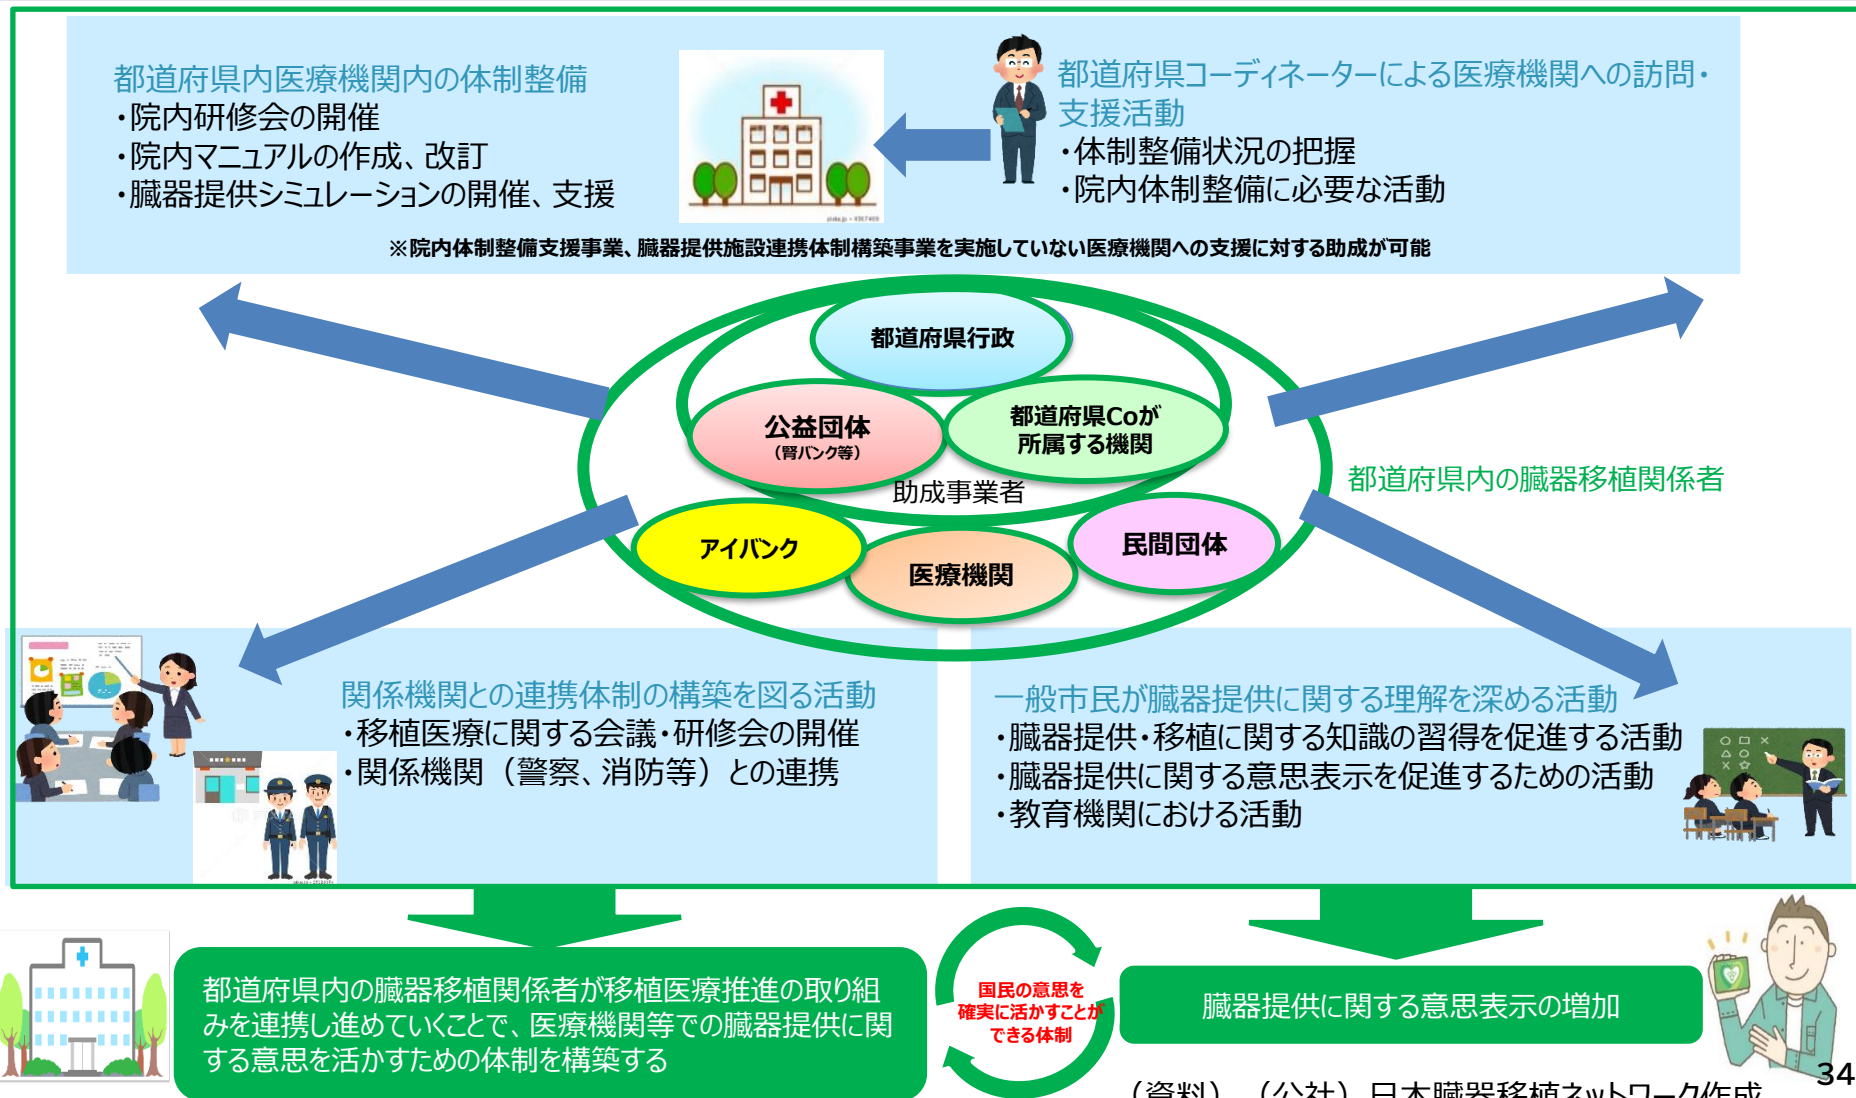 都道府県内医療機関内の体制整備
・院内研修会の開催
・院内マニュアルの作成、改訂
・臓器提供シミュレーションの開催、支援
都道府県コーディネーターによる医療機関への訪問・
支援活動
・体制整備状況の把握
・院内体制整備に必要な活動
※院内体制整備支援事業、臓器提供施設連携体制構築事業を実施していない医療機関への支援に対する助成が可能
都道府県行政
公益団体
（腎バンク等）
都道府県Coが
所属する機関
助成事業者
都道府県内の臓器移植関係者
アイバンク
医療機関
民間団体
関係機関との連携体制の構築を図る活動
・移植医療に関する会議・研修会の開催
・関係機関（警察、消防等）との連携
一般市民が臓器提供に関する理解を深める活動
・臓器提供・移植に関する知識の習得を促進する活動
・臓器提供に関する意思表示を促進するための活動
・教育機関における活動
都道府県内の臓器移植関係者が移植医療推進の取り組
みを連携し進めていくことで、医療機関等での臓器提供に関
する意思を活かすための体制を構築する
国民の意思を
確実に活かすことが
できる体制
臓器提供に関する意思表示の増加
（資料）（公社）日本臓器移植ネットワーク作成
34